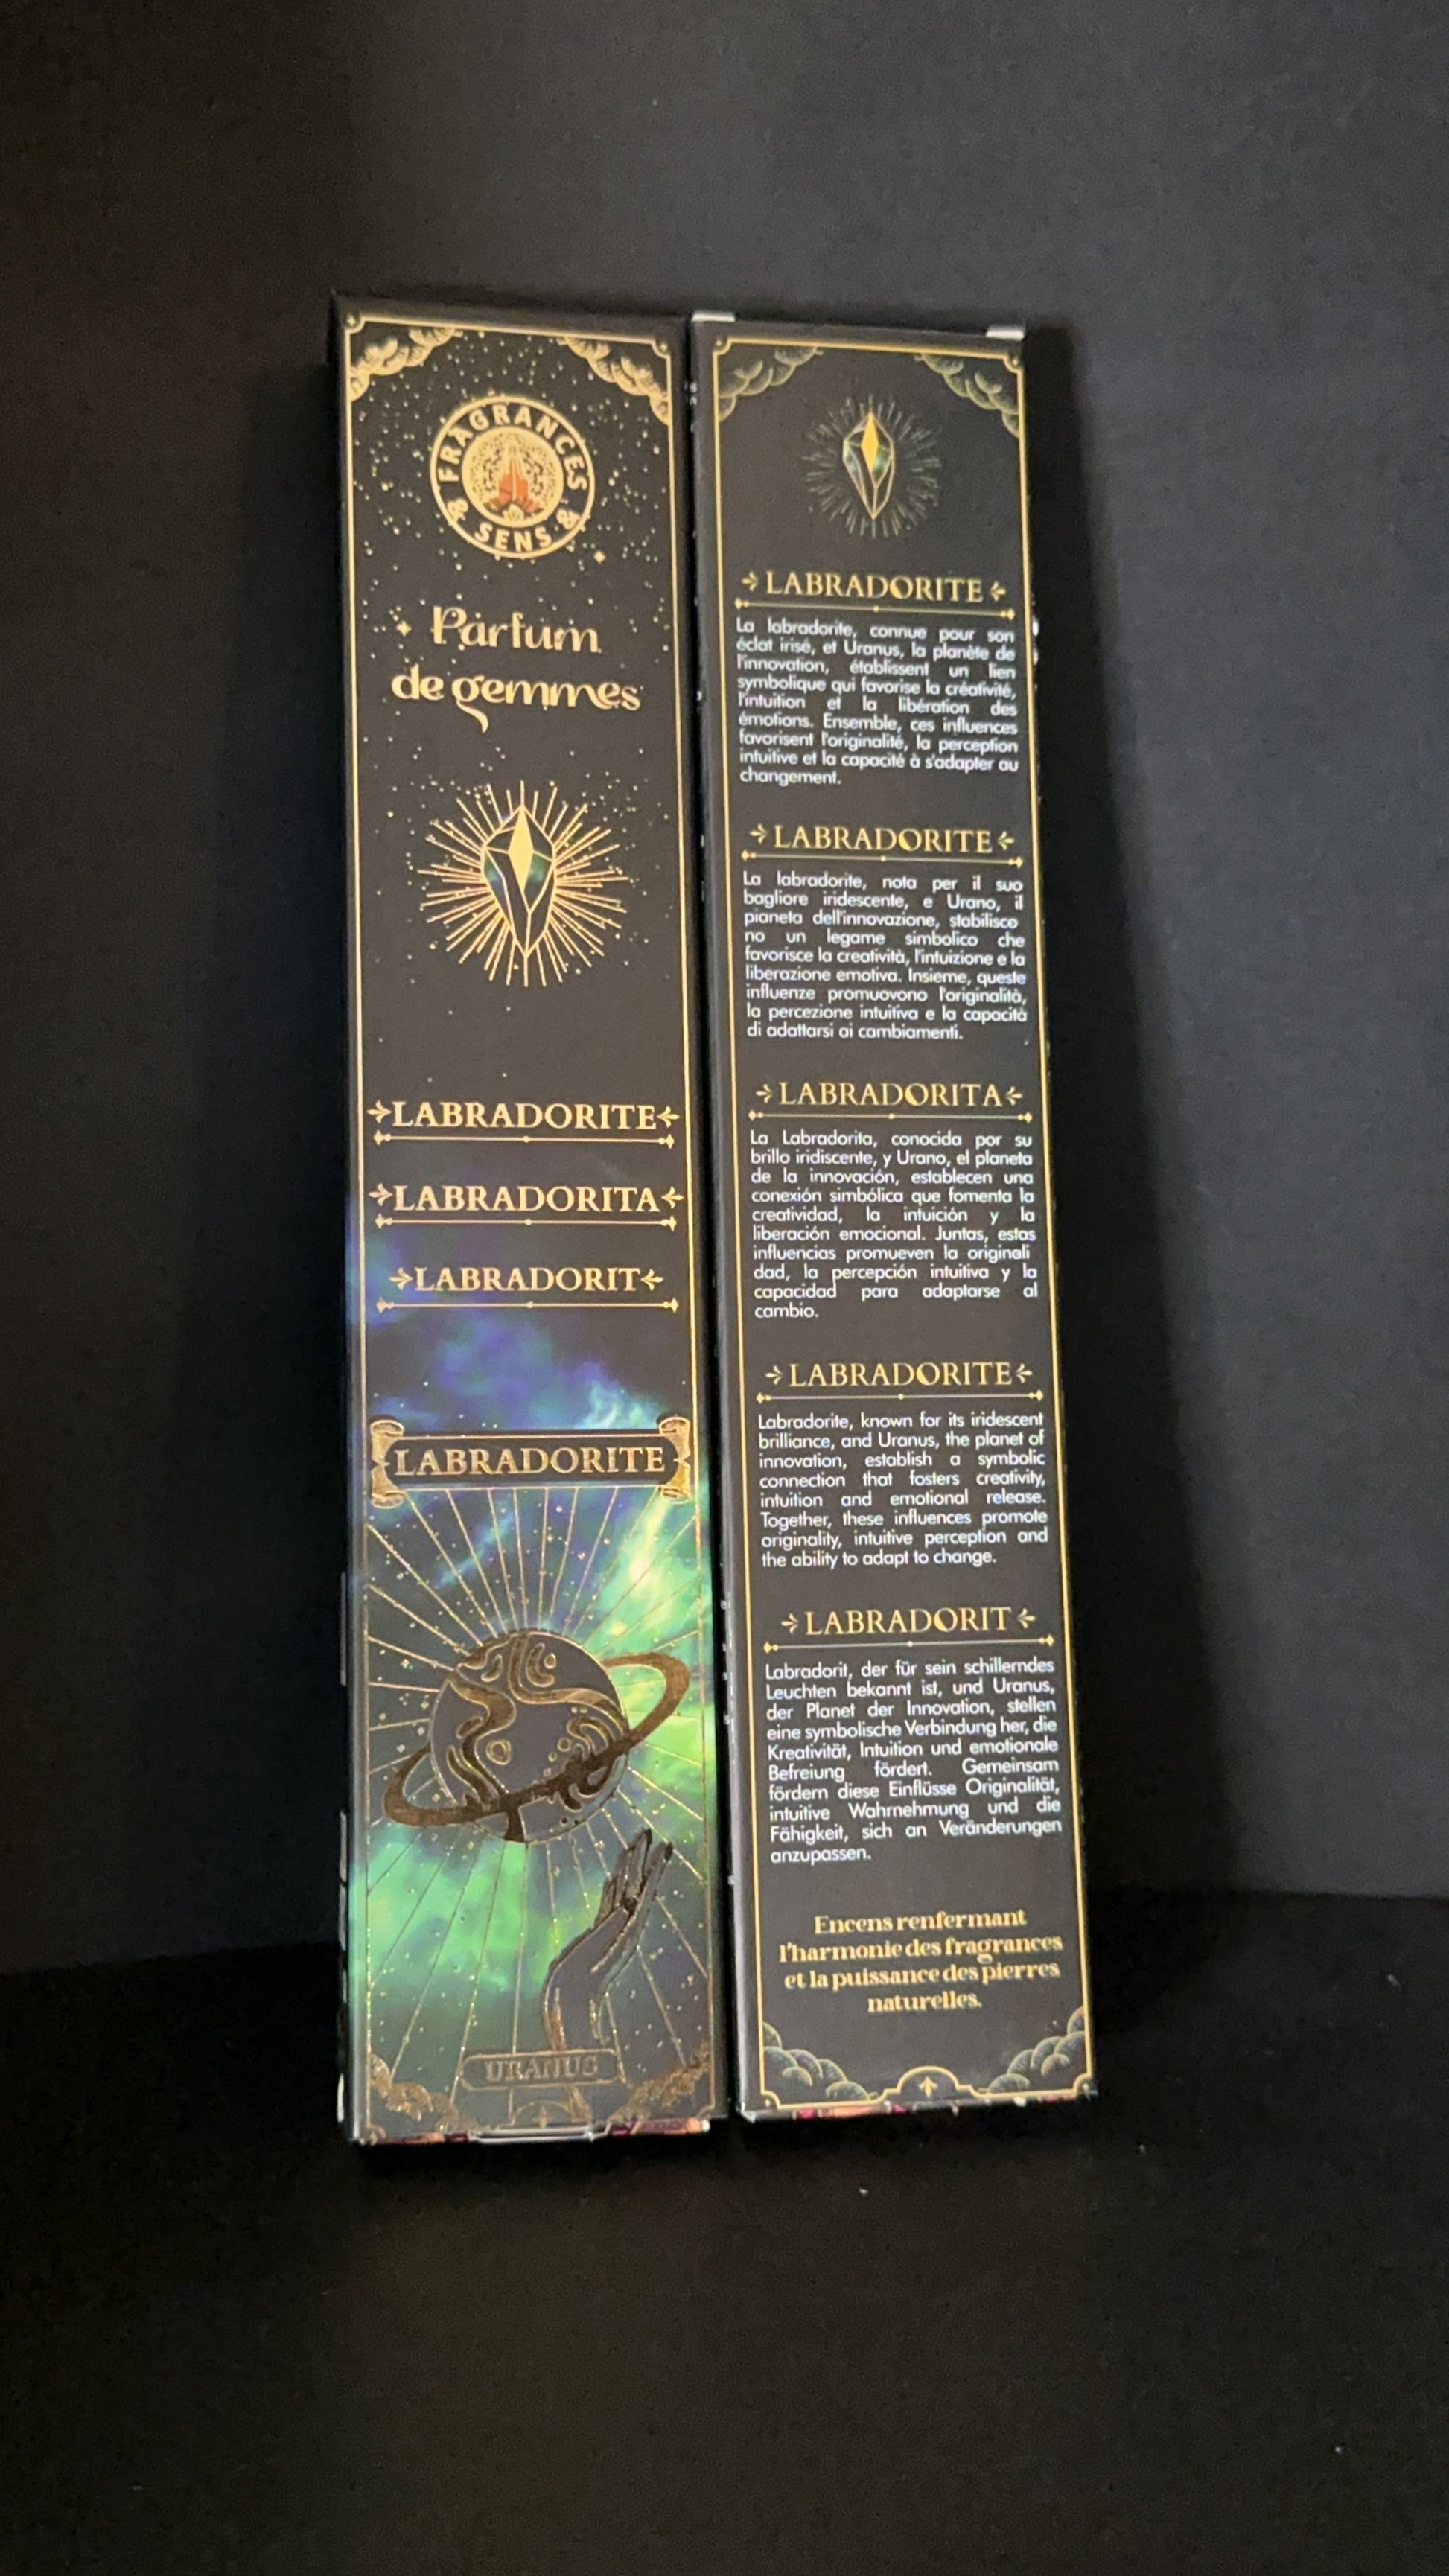 FRAGRANCES
& SENS &
Parfum
de gemmes
LABRADORITE
LABRADORITA
LABRADORIT
LABRADORITE
URANUS
LABRADORITE
La labradorite, connue pour son
éclat irisé, et Uranus, la planète de
l'innovation, établissent un lien
symbolique qui favorise la créativité,
l'intuition et la libération des
émotions. Ensemble, ces influences
favorisent l'originalité, la perception
intuitive et la capacité à s'adapter au
changement.
LABRADORITE
La labradorite, nota per il suo
bagliore iridescente, e Urano, il
pianeta dell'innovazione, stabilisco
no un legame simbolico che
favorisce la creatività, l'intuizione e la
liberazione emotiva. Insieme, queste
influenze promuovono l'originalità,
la percezione intuitiva e la capacità
di adattarsi ai cambiamenti.
LABRADORITA
La Labradorita, conocida por su
brillo iridiscente, y Urano, el planeta
de la innovación, establecen una
conexión simbólica que fomenta la
creatividad, la intuición y la
liberación emocional. Juntas, estas
influencias promueven la originali
dad, la percepción intuitiva y la
capacidad para adaptarse al
cambio.
LABRADORITE
Labradorite, known for its iridescent
brilliance, and Uranus, the planet of
innovation, establish a symbolic
connection that fosters creativity,
intuition and emotional release.
Together, these influences promote
originality, intuitive perception and
the ability to adapt to change.
LABRADORIT
Labradorit, der für sein schillerndes
Leuchten bekannt ist, und Uranus,
der Planet der Innovation, stellen
eine symbolische Verbindung her, die
Kreativität, Intuition und emotionale
Befreiung fördert. Gemeinsam
fördern diese Einflüsse Originalität,
intuitive Wahrnehmung und die
Fähigkeit, sich an Veränderungen
anzupassen.
Encens renfermant
l'harmonie des fragrances
et la puissance des pierres
naturelles.